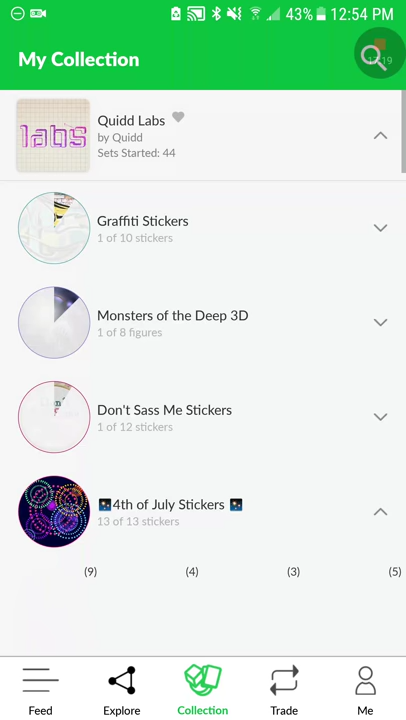 43% 12:54 PM
My Collection
labs
Quidd Labs
by Quidd
Sets Started: 44
Graffiti Stickers
1 of 10 stickers
Monsters of the Deep 3D
1 of 8 figures
Don't Sass Me Stickers
1 of 12 stickers
4th of July Stickers
13 of 13 stickers
(9) (4) (3) (5)
Feed Explore Collection Trade Me